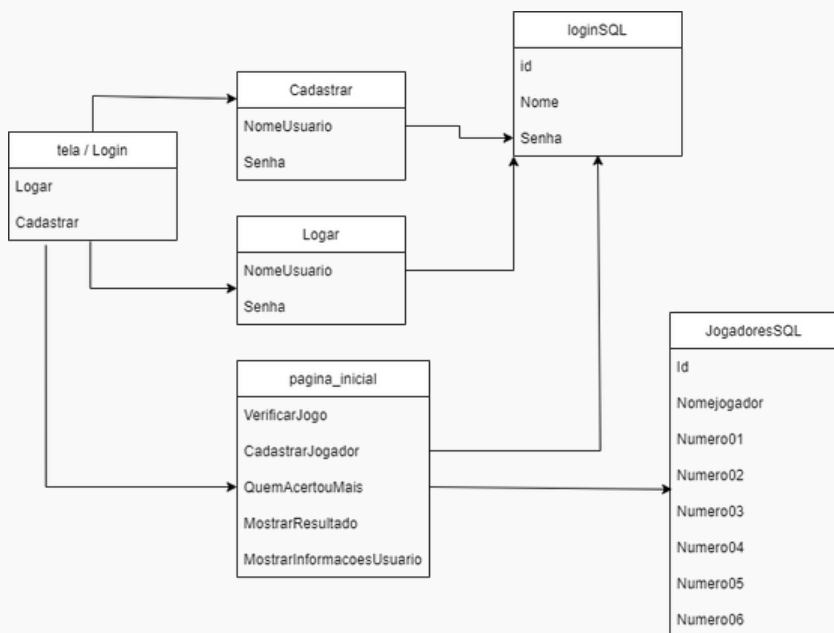 loginSQL
id
Nome
Senha
Cadastrar
NomeUsuario
Senha
tela / Login
Logar
Cadastrar
Logar
NomeUsuario
Senha
pagina_inicial
VerificarJogo
CadastrarJogador
QuemAcertouMais
MostrarResultado
MostrarInformacoesUsuario
JogadoresSQL
Id
Nomejogador
Numero01
Numero02
Numero03
Numero04
Numero05
Numero06